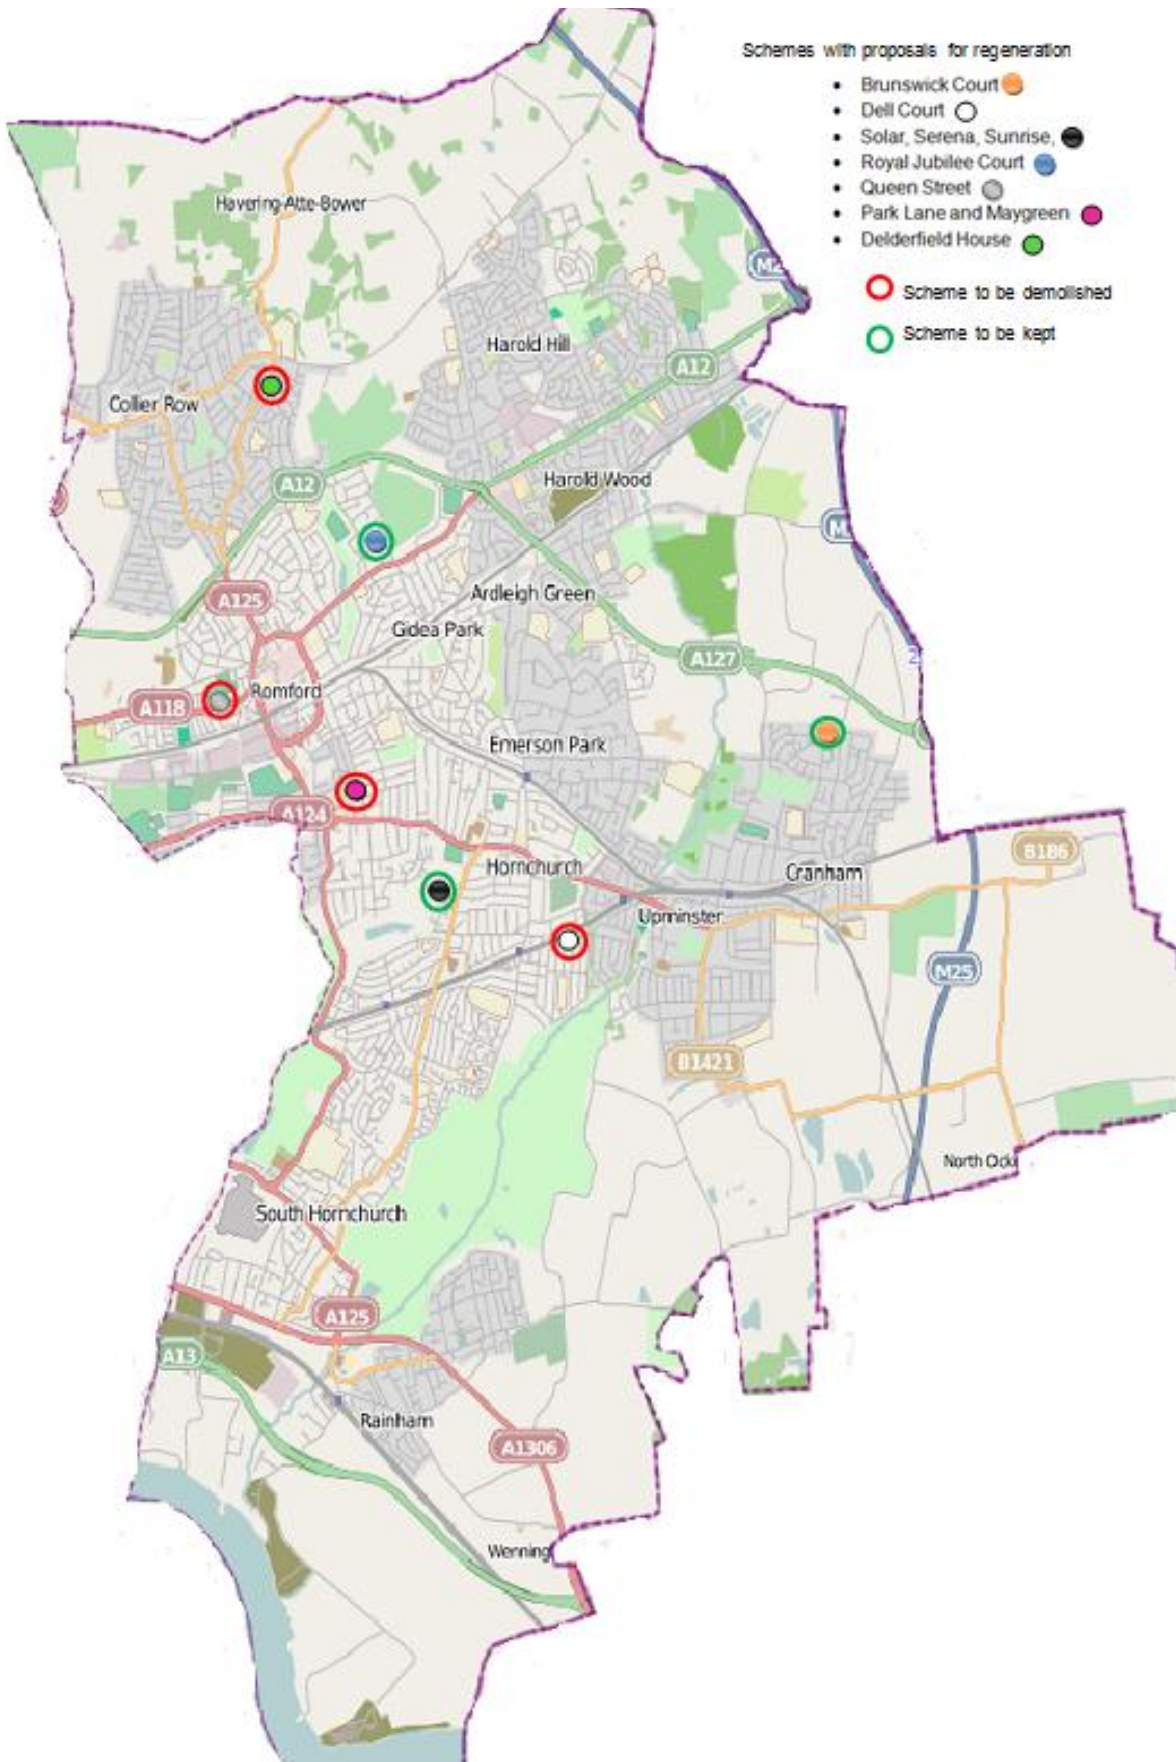 Schemes with proposals for regeneration
• Brunswick Court
• Dell Court
• Solar, Serena, Sunrise,
• Royal Jubilee Court
• Queen Street
• Park Lane and Maygreen
• Delderfield House
Scheme to be demolished
Scheme to be kept
Havering-Atte-Bower
M2
Harold Hill
A12
Collier Row
Harold Wood
A12
M
Ardleigh Green
A125
Gidea Park
2
A127
Romford
A118
Emerson Park
A124
B186
Hornchurch
Cranham
Upminster
M25
B1421
North Ock
South Hornchurch
A125
A13
Rainham
A1306
Wenning